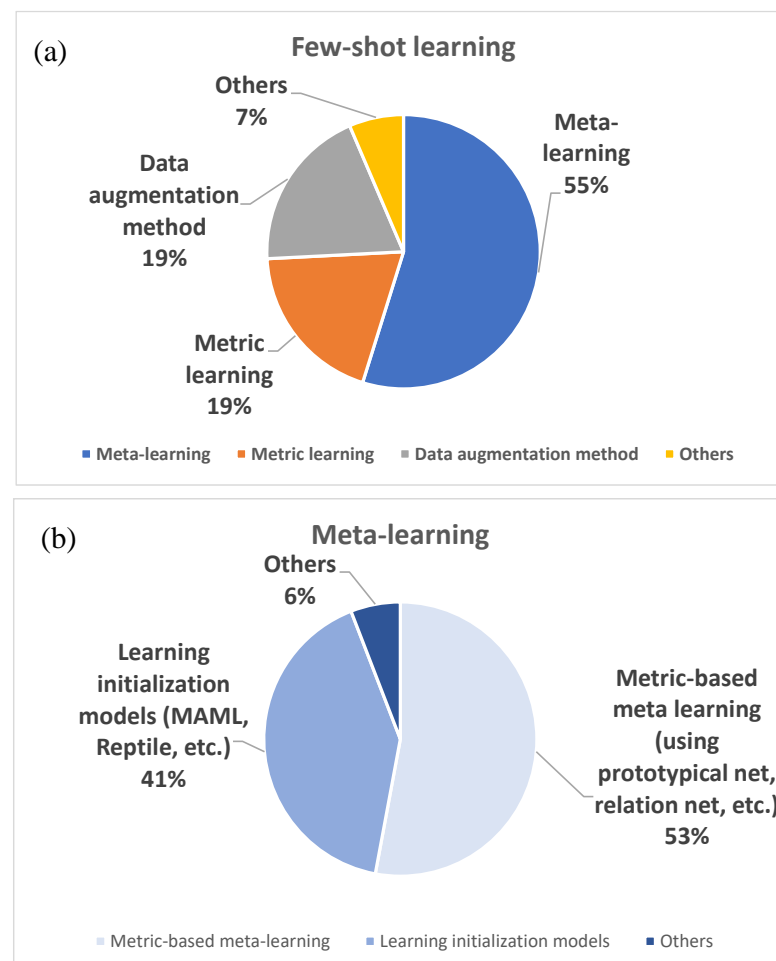 (a)
Few-shot learning
Others
7%
Meta-
learning
55%
Data
augmentation
method
19%
Metric
learning
19%
Meta-learning
Metric learning
Data augmentation method
Others
(b)
Meta-learning
Others
6%
Learning
initialization
models (MAML,
Reptile, etc.)
41%
Metric-based
meta learning
(using
prototypical net,
relation net, etc.)
53%
Metric-based meta-learning
Learning initialization models
Others